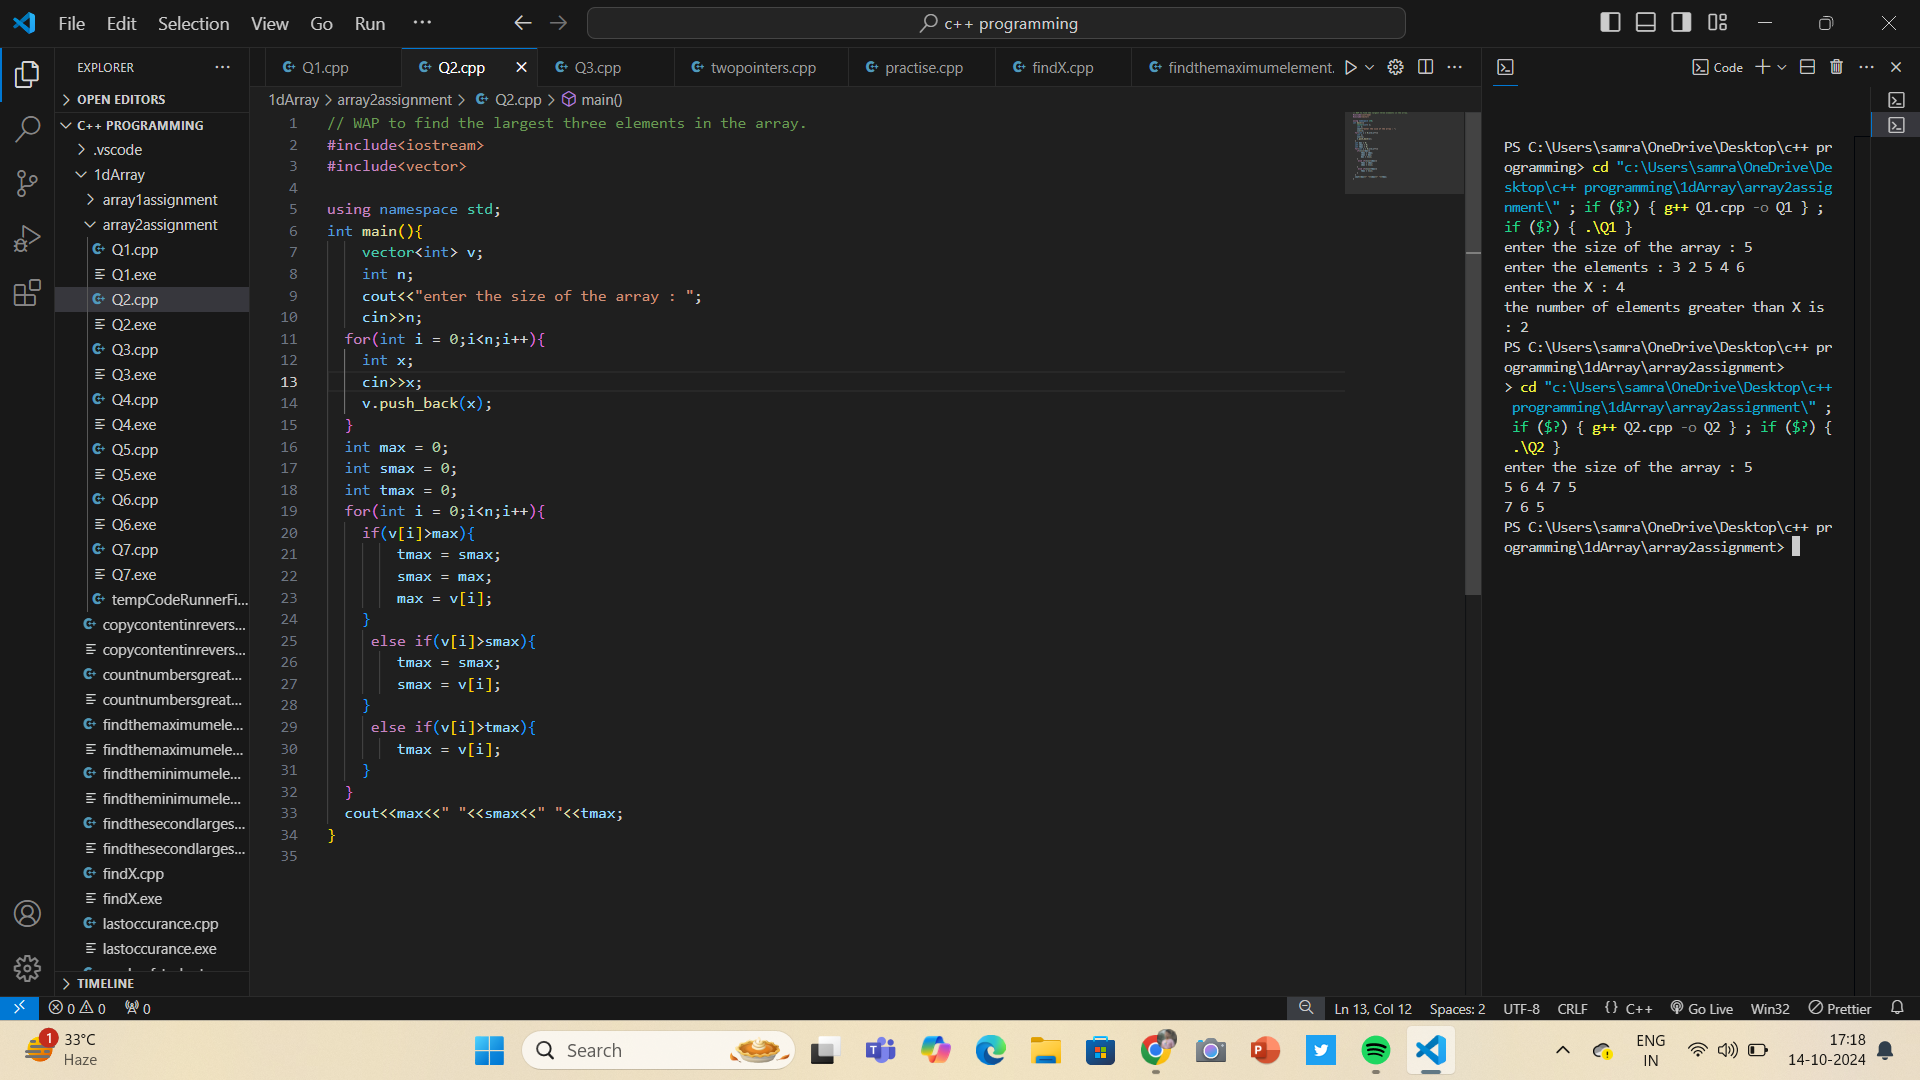 File Edit Selection View Go Run ···
c++ programming
EXPLORER ···
OPEN EDITORS
C++ PROGRAMMING
.vscode
1dArray
array1assignment
array2assignment
Q1.cpp
Q1.exe
Q2.cpp
Q2.exe
Q3.cpp
Q3.exe
Q4.cpp
Q4.exe
Q5.cpp
Q5.exe
Q6.cpp
Q6.exe
Q7.cpp
Q7.exe
tempCodeRunnerFi...
copycontentinrevers...
copycontentinrevers...
countnumbersgreat...
countnumbersgreat...
findthemaximumele...
findthemaximumele...
findtheminimumele...
findtheminimumele...
findthesecondlarges...
findthesecondlarges...
findX.cpp
findX.exe
lastoccurance.cpp
lastoccurance.exe
TIMELINE
Q1.cpp Q2.cpp Q3.cpp twopointers.cpp practise.cpp findX.cpp findthemaximumelement.
1dArray > array2assignment > Q2.cpp > main()
1 // WAP to find the largest three elements in the array.
2 #include<iostream>
3 #include<vector>
4
5 using namespace std;
6 int main(){
7 vector<int> v;
8 int n;
9 cout<<"enter the size of the array : ";
10 cin>>n;
11 for(int i = 0;i<n;i++){
12 int x;
13 cin>>x;
14 v.push_back(x);
15 }
16 int max = 0;
17 int smax = 0;
18 int tmax = 0;
19 for(int i = 0;i<n;i++){
20 if(v[i]>max){
21 tmax = smax;
22 smax = max;
23 max = v[i];
24 }
25 else if(v[i]>smax){
26 tmax = smax;
27 smax = v[i];
28 }
29 else if(v[i]>tmax){
30 tmax = v[i];
31 }
32 }
33 cout<<max<<" "<<smax<<" "<<tmax;
34 }
35
Code
PS C:\Users\samra\OneDrive\Desktop\c++ pr
ogramming> cd "c:\Users\samra\OneDrive\De
sktop\c++ programming\1dArray\array2assig
nment\" ; if ($?) { g++ Q1.cpp -o Q1 } ;
if ($?) { .\Q1 }
enter the size of the array : 5
enter the elements : 3 2 5 4 6
enter the X : 4
the number of elements greater than X is
: 2
PS C:\Users\samra\OneDrive\Desktop\c++ pr
ogramming\1dArray\array2assignment>
> cd "c:\Users\samra\OneDrive\Desktop\c++
programming\1dArray\array2assignment\" ;
if ($?) { g++ Q2.cpp -o Q2 } ; if ($?) {
.\Q2 }
enter the size of the array : 5
5 6 4 7 5
7 6 5
PS C:\Users\samra\OneDrive\Desktop\c++ pr
ogramming\1dArray\array2assignment>
0 0 0
Ln 13, Col 12 Spaces: 2 UTF-8 CRLF {} C++ Go Live Win32 Prettier
1 33°C
Haze
Search
ENG
IN
17:18
14-10-2024